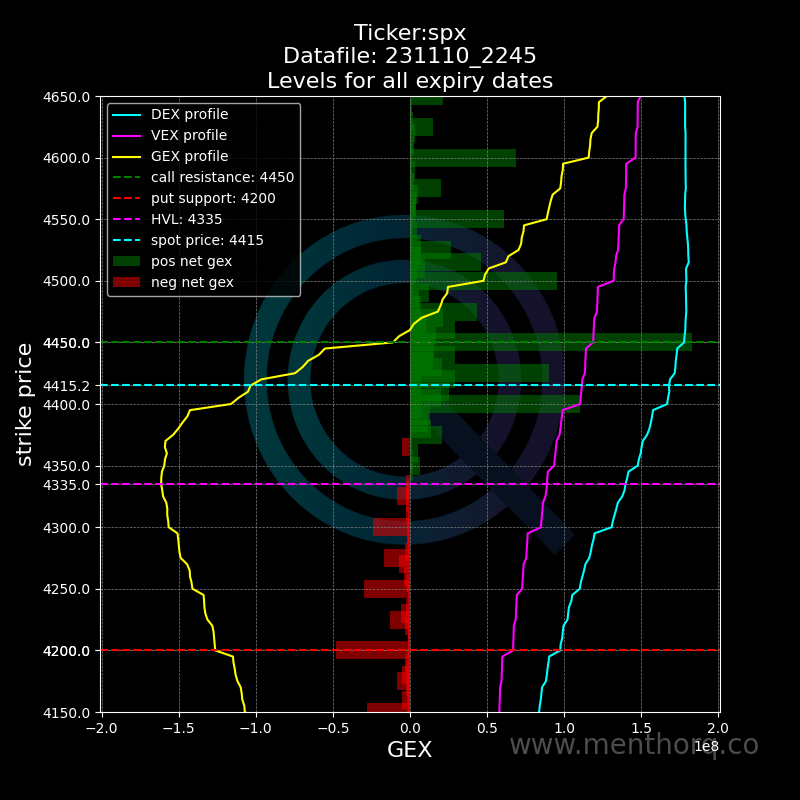 Ticker:spx
Datafile: 231110_2245
Levels for all expiry dates
DEX profile
VEX profile
GEX profile
call resistance: 4450
put support: 4200
HVL: 4335
spot price: 4415
pos net gex
neg net gex
strike price
4650.0
4600.0
4550.0
4500.0
4450.0
4415.2
4400.0
4350.0
4335.0
4300.0
4250.0
4200.0
4150.0
−2.0 −1.5 −1.0 −0.5 0.0 0.5 1.0 1.5 2.0
1e8
GEX
www.menthorq.co